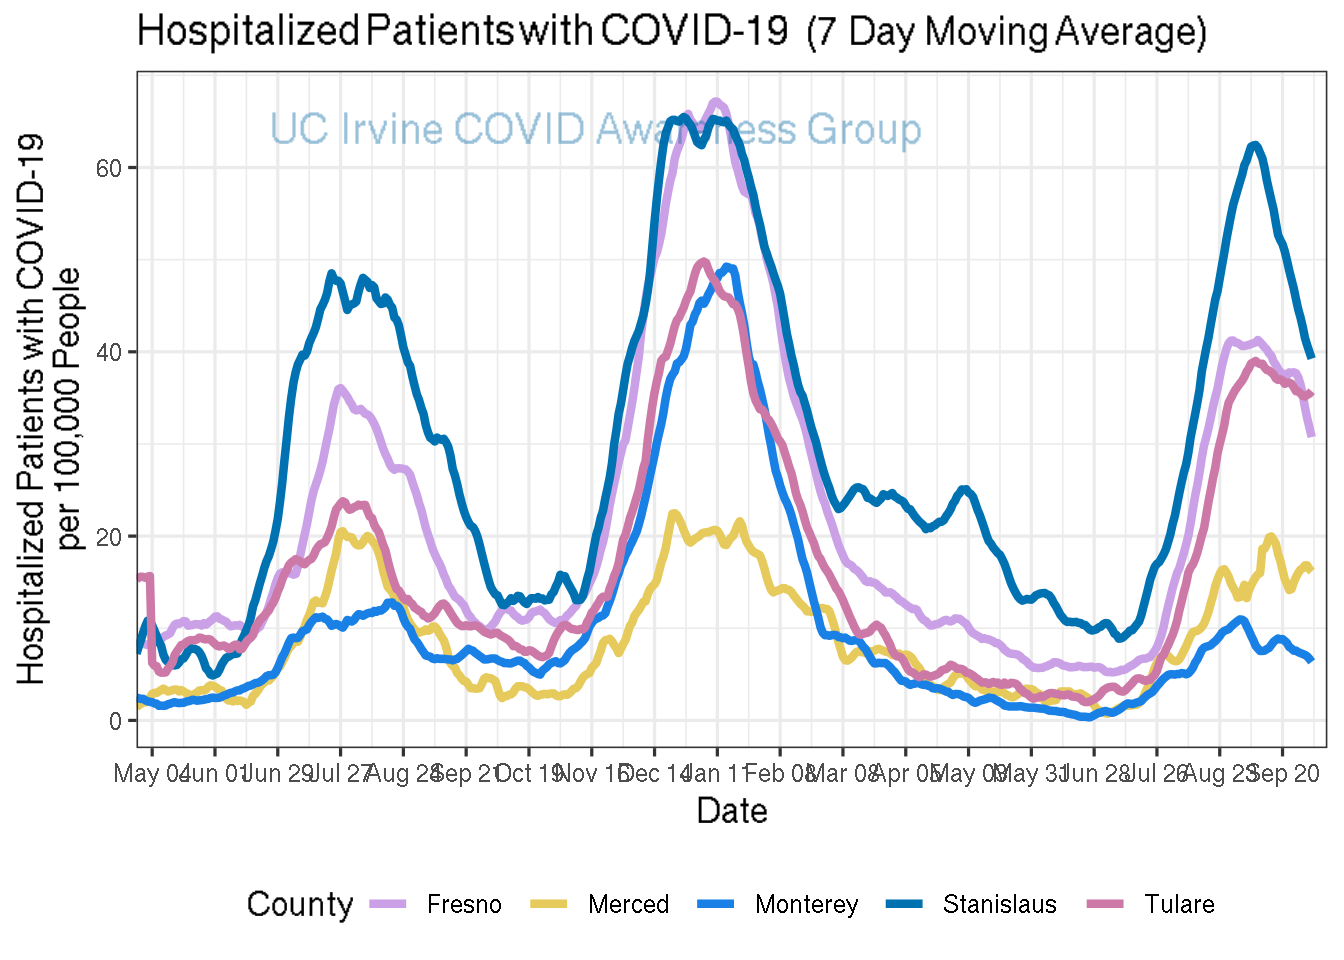 Hospitalized Patients with COVID-19 (7 Day Moving Average)
UC Irvine COVID Awareness Group
Hospitalized Patients with COVID-19
per 100,000 People
60
40
20
0
May 04 Jun 01 Jun 29 Jul 27 Aug 24 Sep 21 Oct 19 Nov 16 Dec 14 Jan 11 Feb 08 Mar 08 Apr 05 May 03 May 31 Jun 28 Jul 26 Aug 23 Sep 20
Date
County Fresno Merced Monterey Stanislaus Tulare